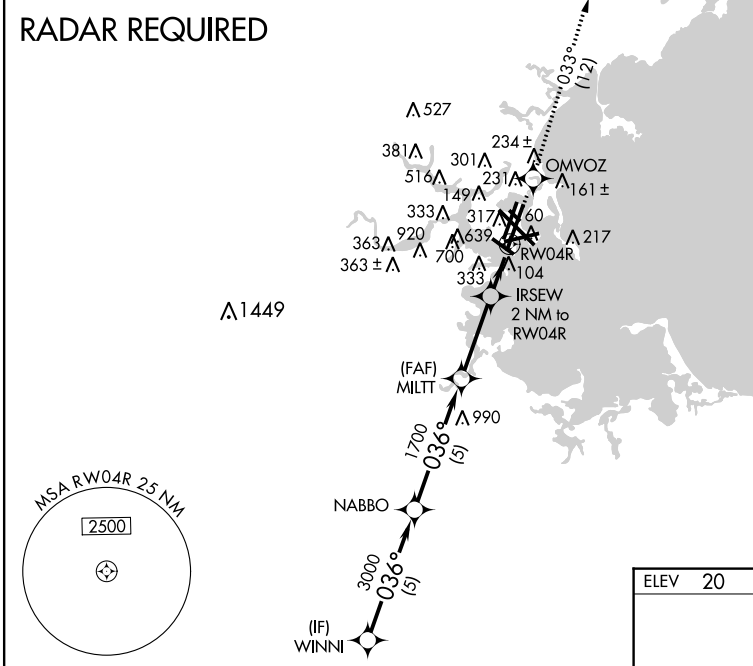 RADAR REQUIRED
033°
(12)
527
381
234 ±
301
OMVOZ
516
231
161 ±
149
333
317
60
920
639
217
363
700
RW04R
363 ±
333
104
IRSEW
1449
2 NM to
RW04R
(FAF)
MILTT
990
1700
036°
(5)
MSA RW04R 25 NM
2500
NABBO
3000
036°
(5)
ELEV 20
(IF)
WINNI